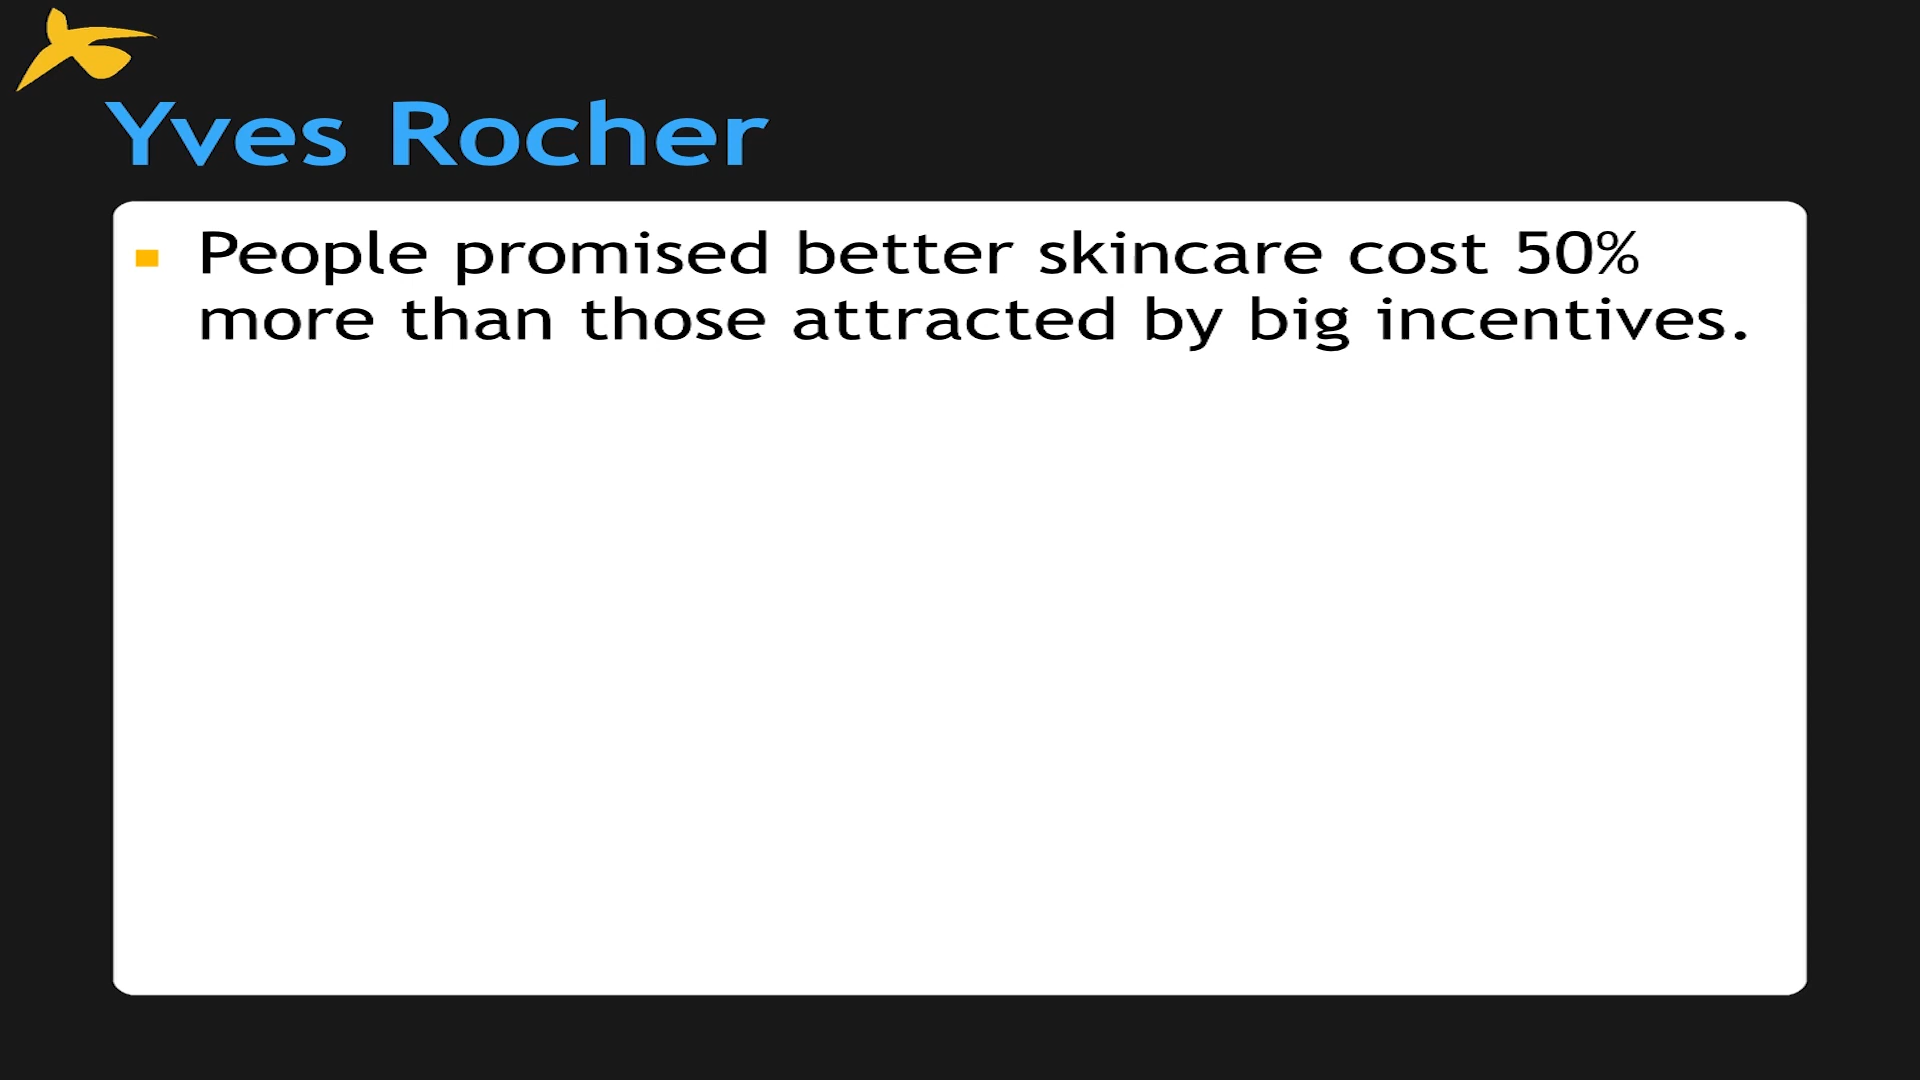 Yves Rocher
People promised better skincare cost 50%
more than those attracted by big incentives.